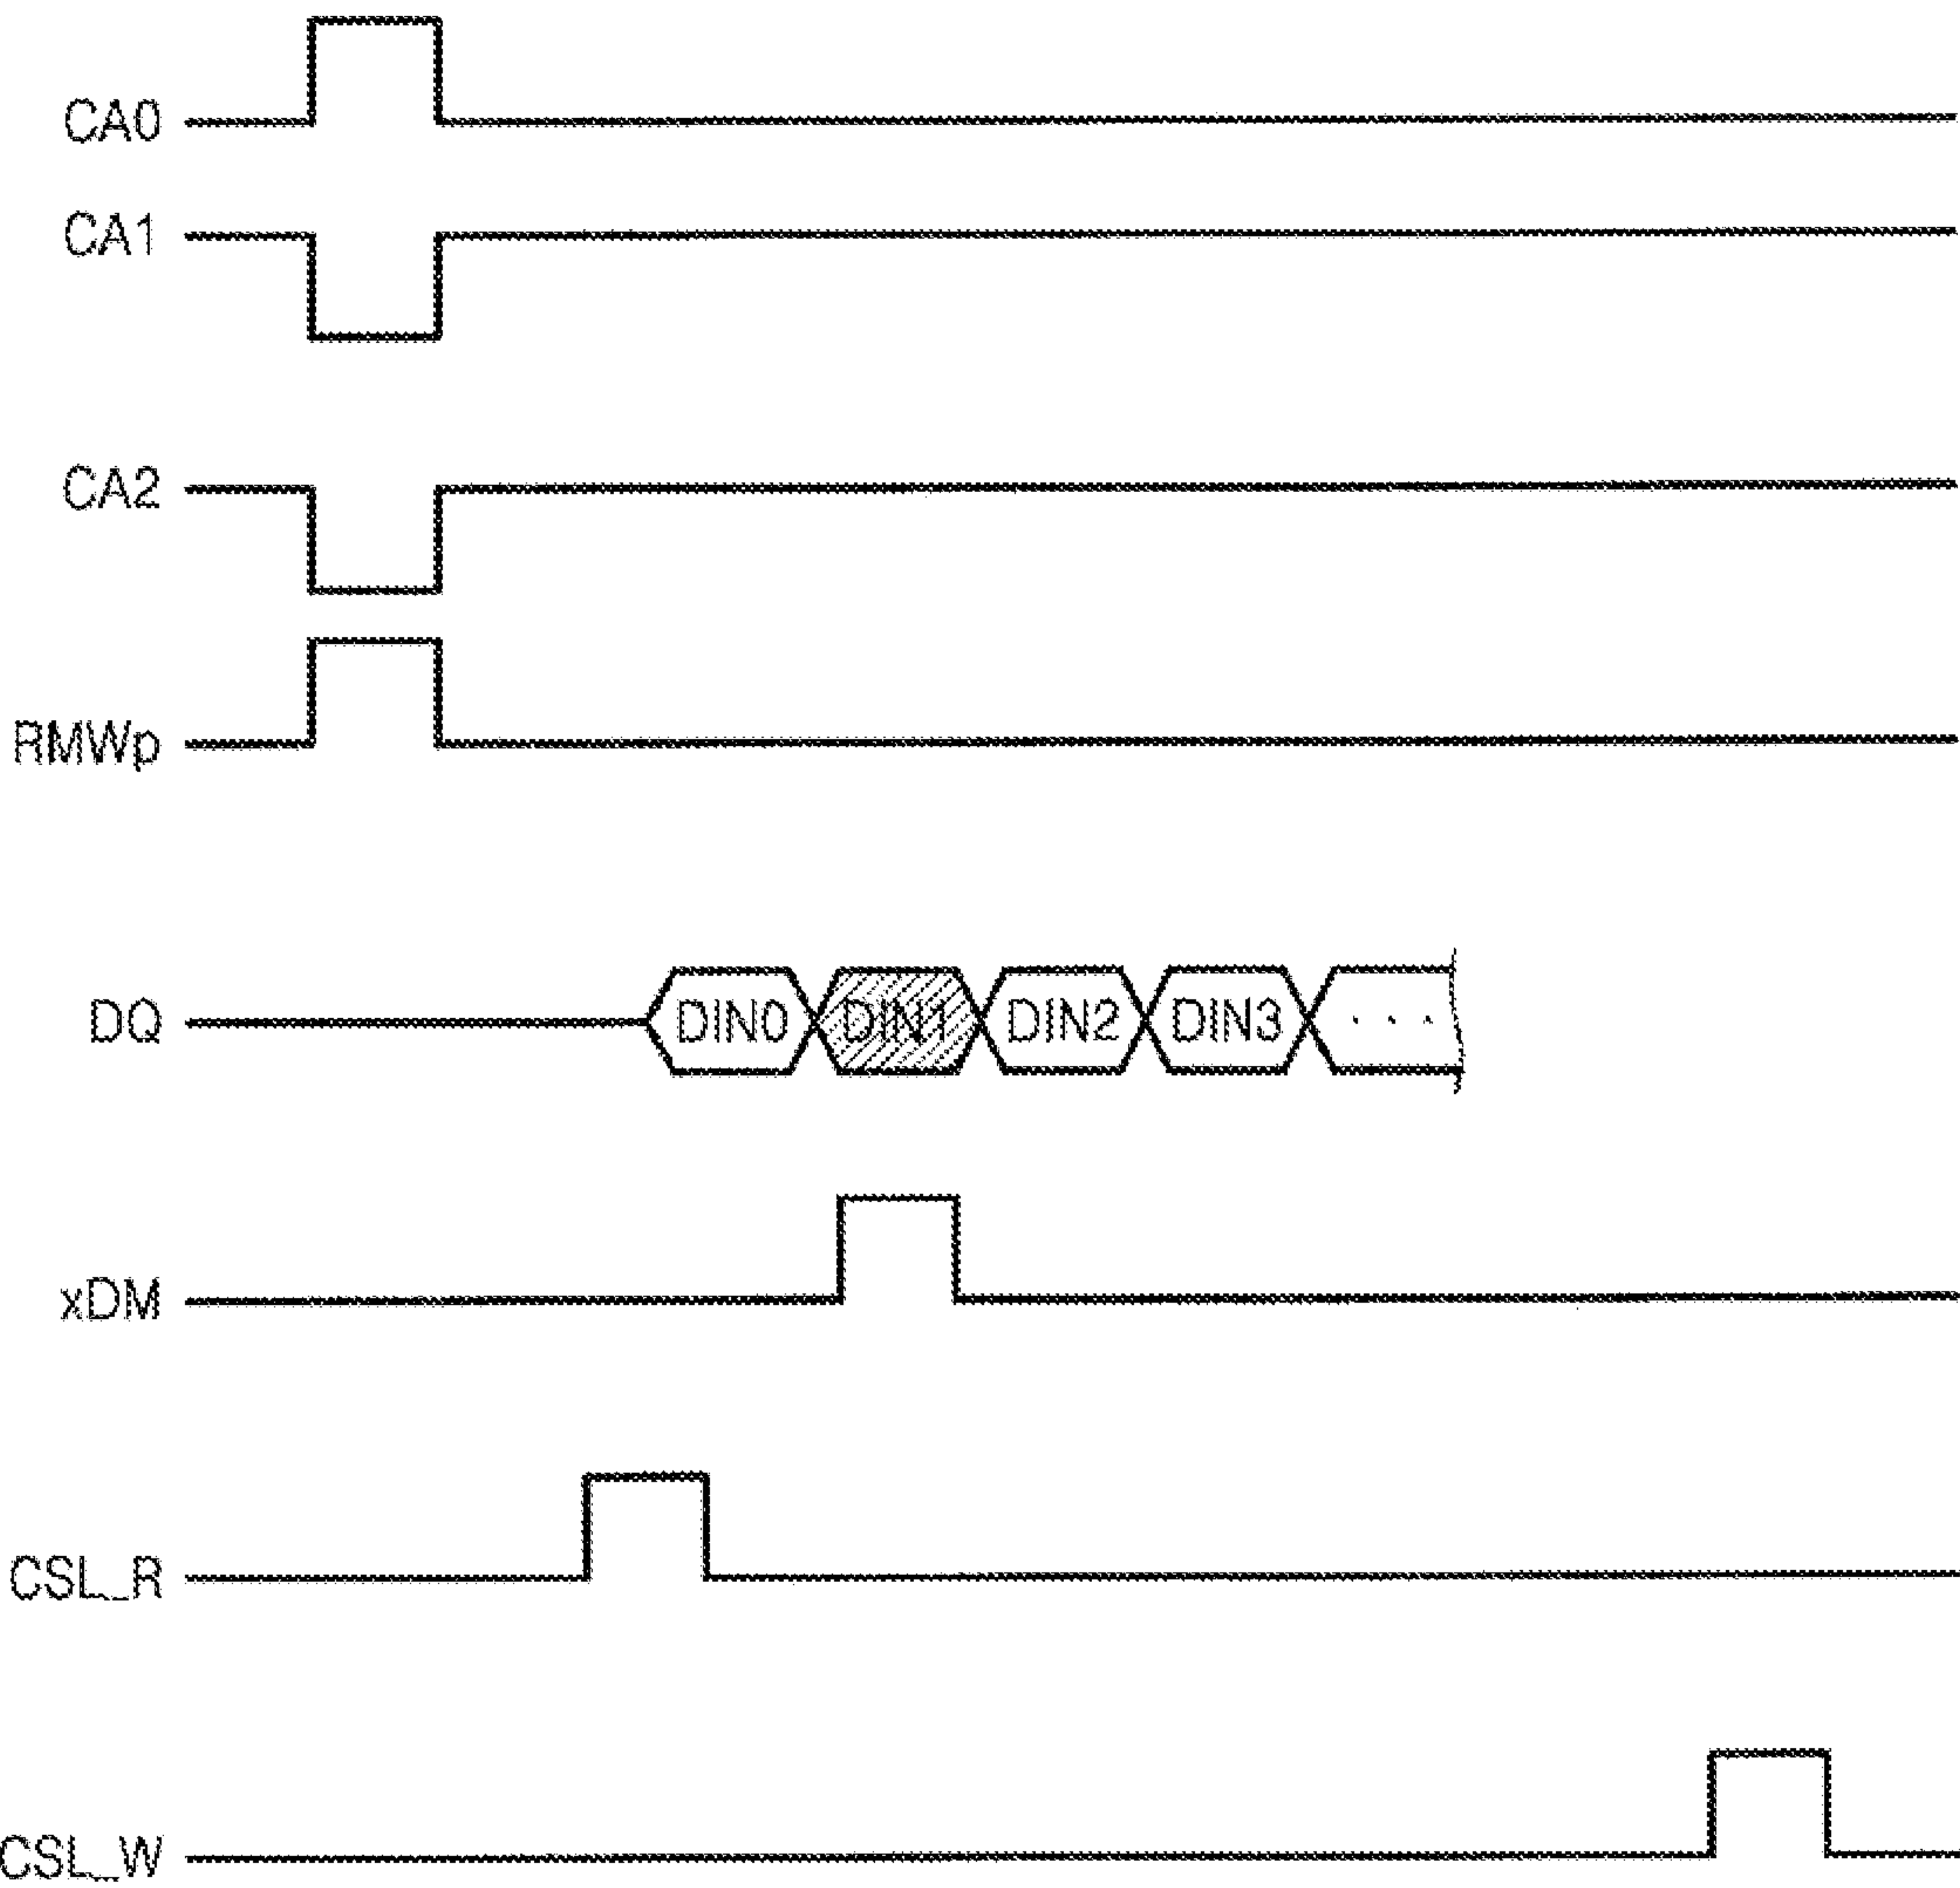 CA0
CA1
CA2
RMWp
DQ DIN0 DIN1 DIN2 DIN3 . . .
xDM
CSL_R
CSL_W